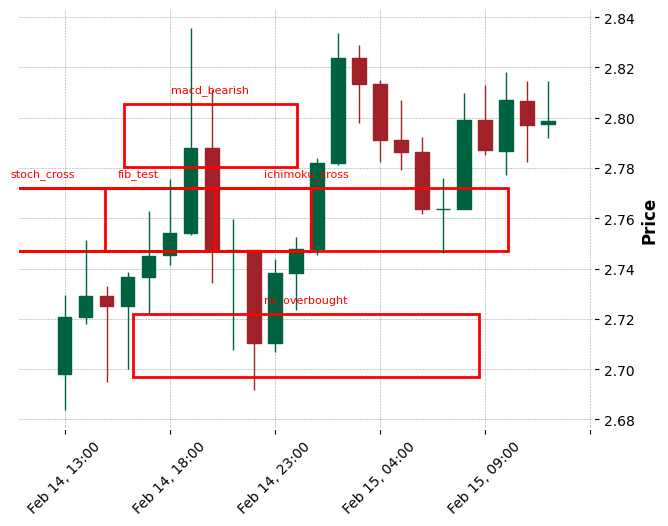 2.84
2.82
macd_bearish
2.80
2.78
stoch_cross
fib_test
ichimoku_cross
2.76
Price
2.74
rsi_overbought
2.72
2.70
2.68
Feb 14, 13:00
Feb 14, 18:00
Feb 14, 23:00
Feb 15, 04:00
Feb 15, 09:00